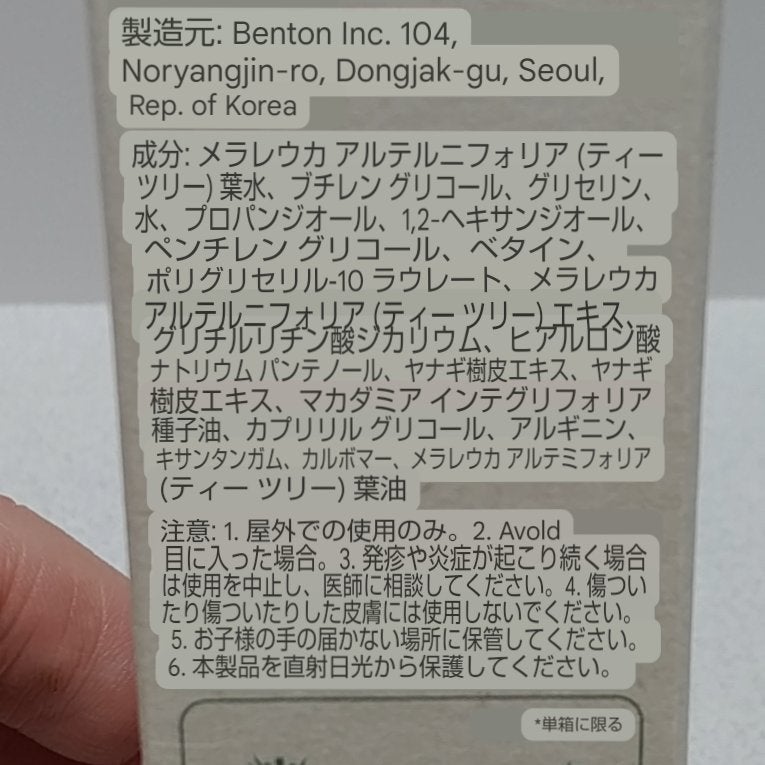 製造元: Benton Inc. 104,
Noryangjin-ro, Dongjak-gu, Seoul,
Rep. of Korea
成分: メラレウカ アルテルニフォリア (ティー
ツリー) 葉水、ブチレン グリコール、グリセリン、
水、プロパンジオール、1,2-ヘキサンジオール、
ペンチレン グリコール、ベタイン、
ポリグリセリル-10 ラウレート、メラレウカ
アルテルニフォリア (ティー ツリー) エキス、
グリチルリチン酸ジカリウム、ヒアルロン酸
ナトリウム パンテノール、ヤナギ樹皮エキス、ヤナギ
樹皮エキス、マカダミア インテグリフォリア
種子油、カプリリル グリコール、アルギニン、
キサンタンガム、カルボマー、メラレウカ アルテミフォリア
(ティー ツリー) 葉油
注意: 1. 屋外での使用のみ。2. Avold
目に入った場合。3. 発疹や炎症が起こり続く場合
は使用を中止し、医師に相談してください。4. 傷つい
たり傷ついたりした皮膚には使用しないでください。
5. お子様の手の届かない場所に保管してください。
6. 本製品を直射日光から保護してください。
*単箱に限る